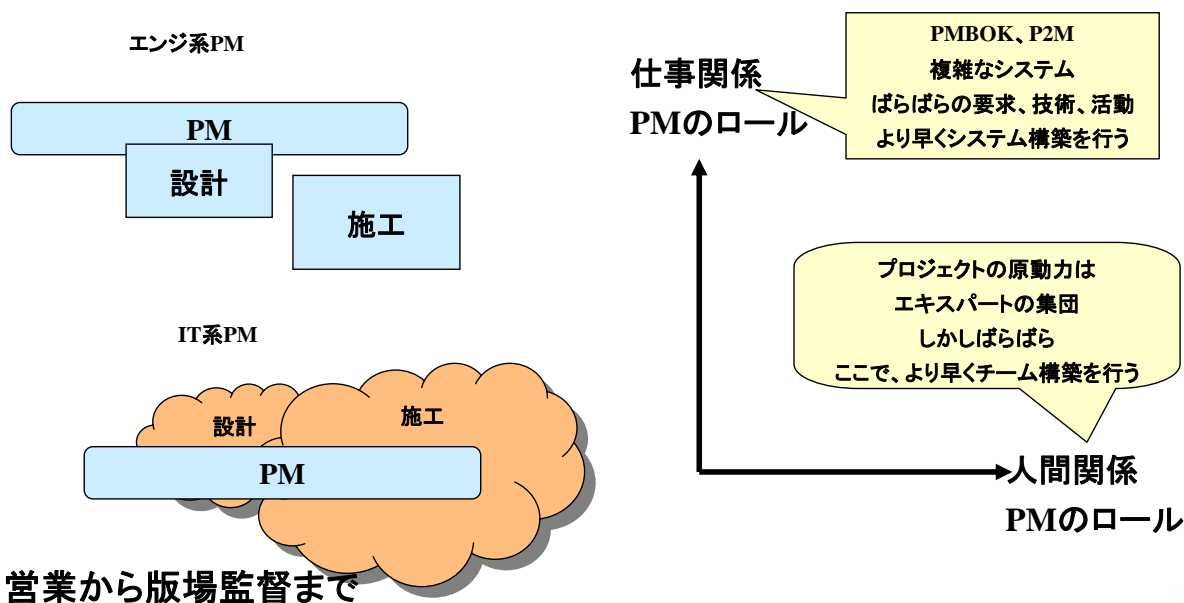 エンジ系PM
PM
設計
施工
IT系PM
設計
施工
PM
営業から版場監督まで
仕事関係
PMのロール
PMBOK、P2M
複雑なシステム
ばらばらの要求、技術、活動
より早くシステム構築を行う
プロジェクトの原動力は
エキスパートの集団
しかしばらばら
ここで、より早くチーム構築を行う
人間関係
PMのロール